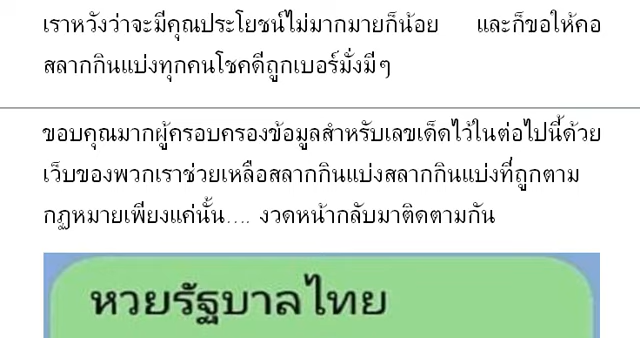 เราหวังว่าจะมีคุณประโยชน์ไม่มากมายก็น้อย และก็ขอให้คอ
สลากกินแบ่งทุกคนโชคดีถูกเบอร์มั่งมีๆ
ขอบคุณมากผู้ครอบครองข้อมูลสำหรับเลขเด็ดไว้ในต่อไปนี้ด้วย
เว็บของพวกเราช่วยเหลือสลากกินแบ่งสลากกินแบ่งที่ถูกตาม
กฏหมายเพียงแค่นั้น…. งวดหน้ากลับมาติดตามกัน
หวยรัฐบาลไทย